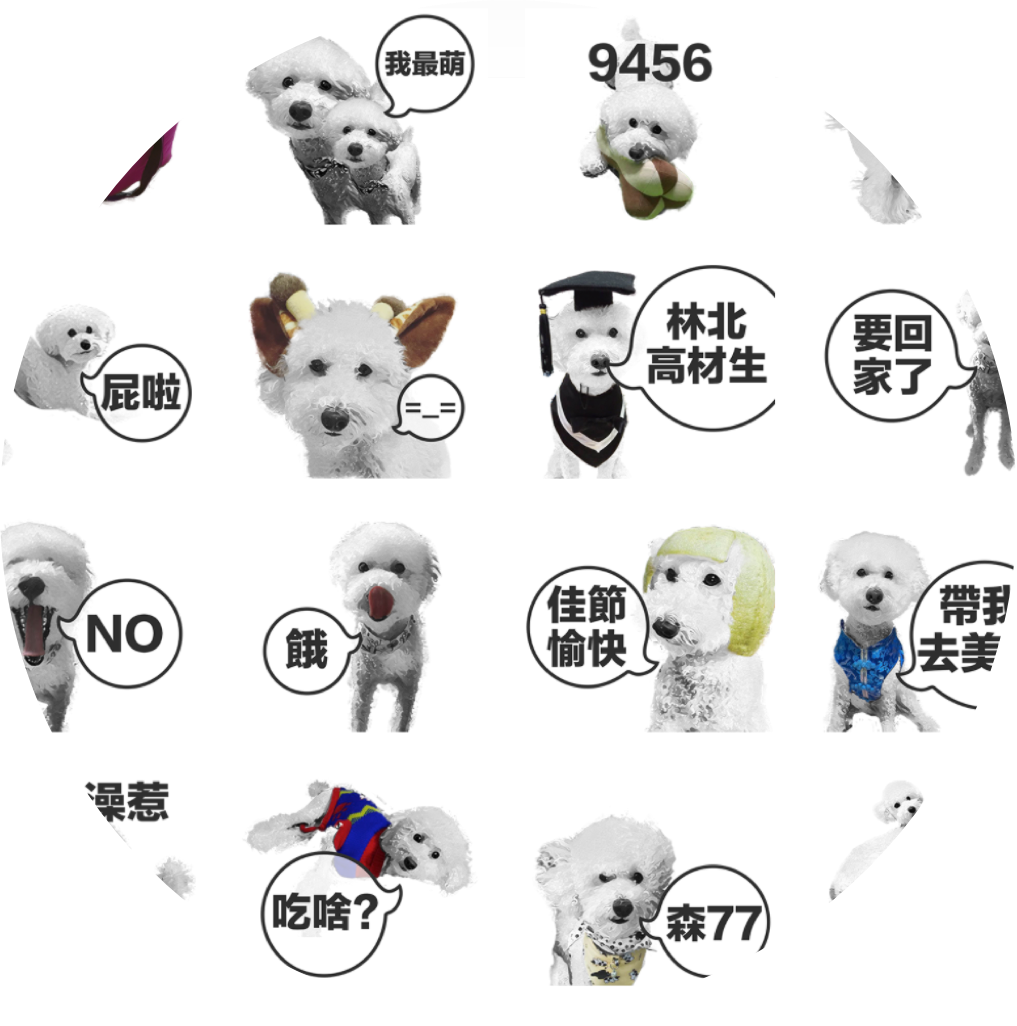 我最萌
9456
屁啦
=_=
林北
高材生
要回
家了
NO
餓
佳節
愉快
帶我
去美
澡惹
吃啥?
森77